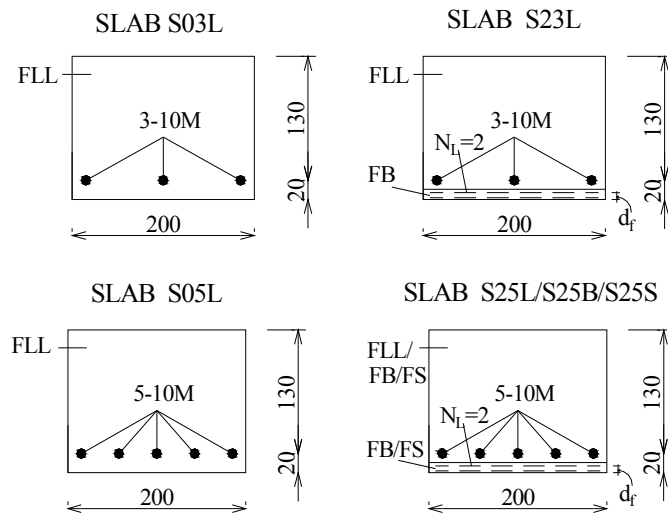 SLAB S03L
FLL
3-10M
130
20
200
SLAB S23L
FLL
3-10M
N_L=2
FB
130
20
d_f
200
SLAB S05L
FLL
5-10M
130
20
200
SLAB S25L/S25B/S25S
FLL/
FB/FS
5-10M
N_L=2
FB/FS
130
20
d_f
200